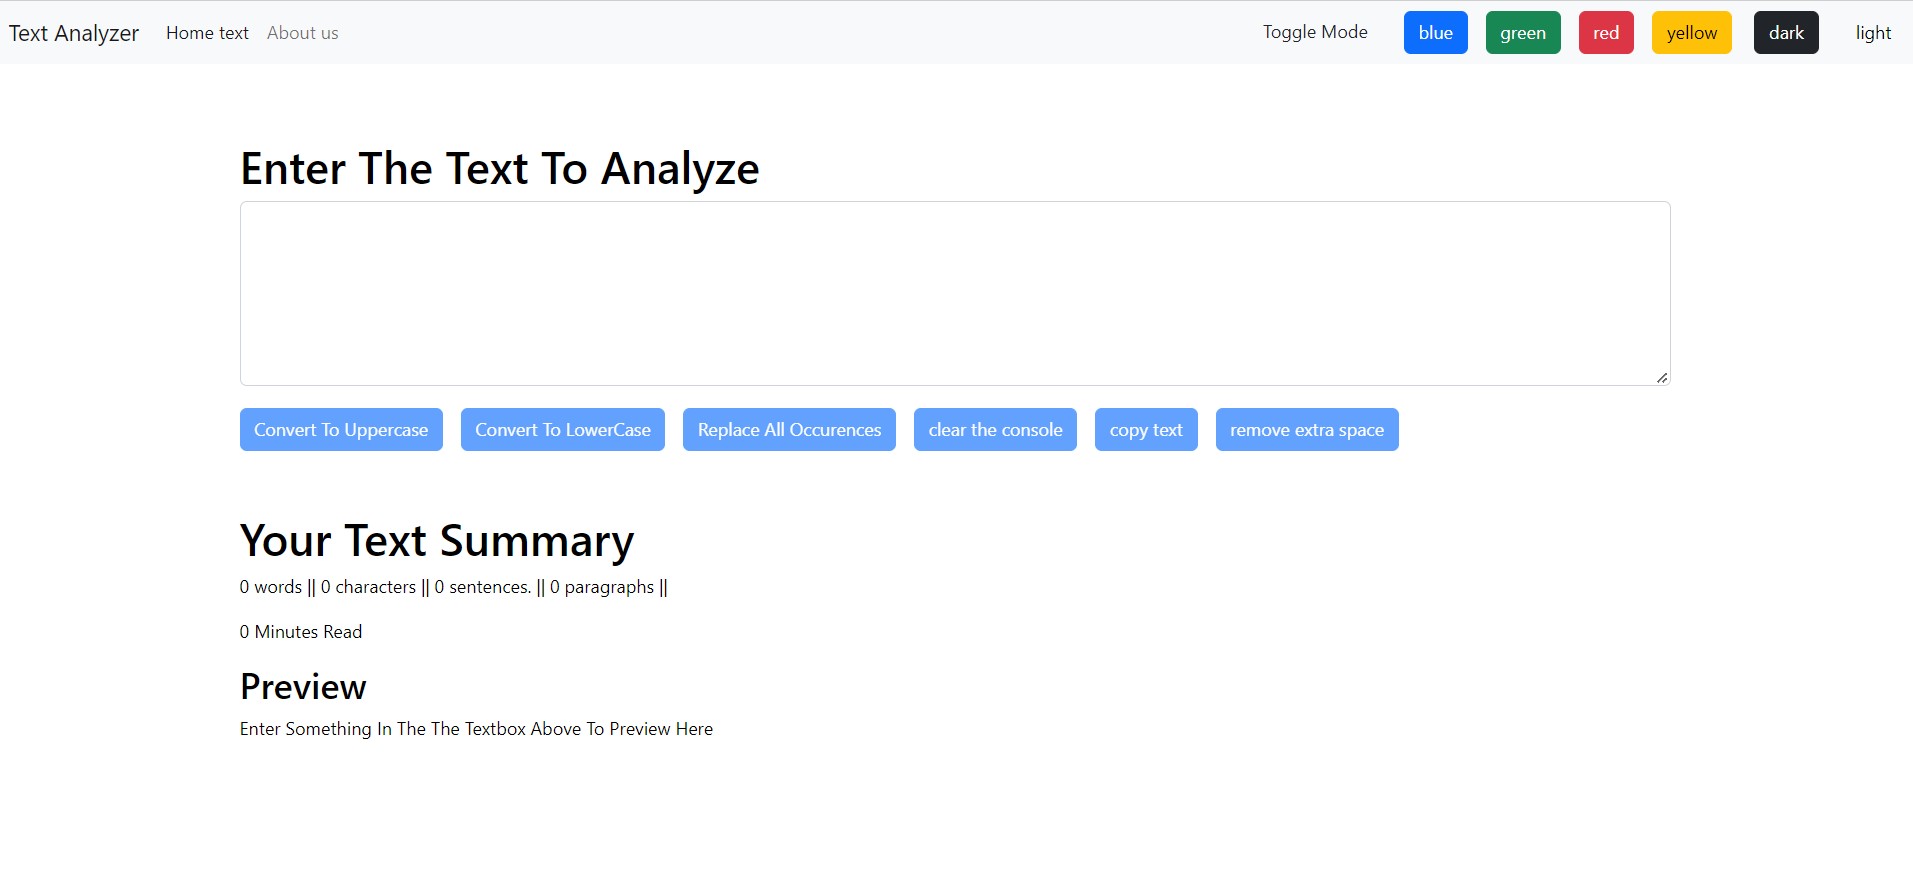 Text Analyzer Home text About us Toggle Mode blue green red yellow dark light
Enter The Text To Analyze
Convert To Uppercase Convert To LowerCase Replace All Occurences clear the console copy text remove extra space
Your Text Summary
0 words || 0 characters || 0 sentences. || 0 paragraphs ||
0 Minutes Read
Preview
Enter Something In The The Textbox Above To Preview Here